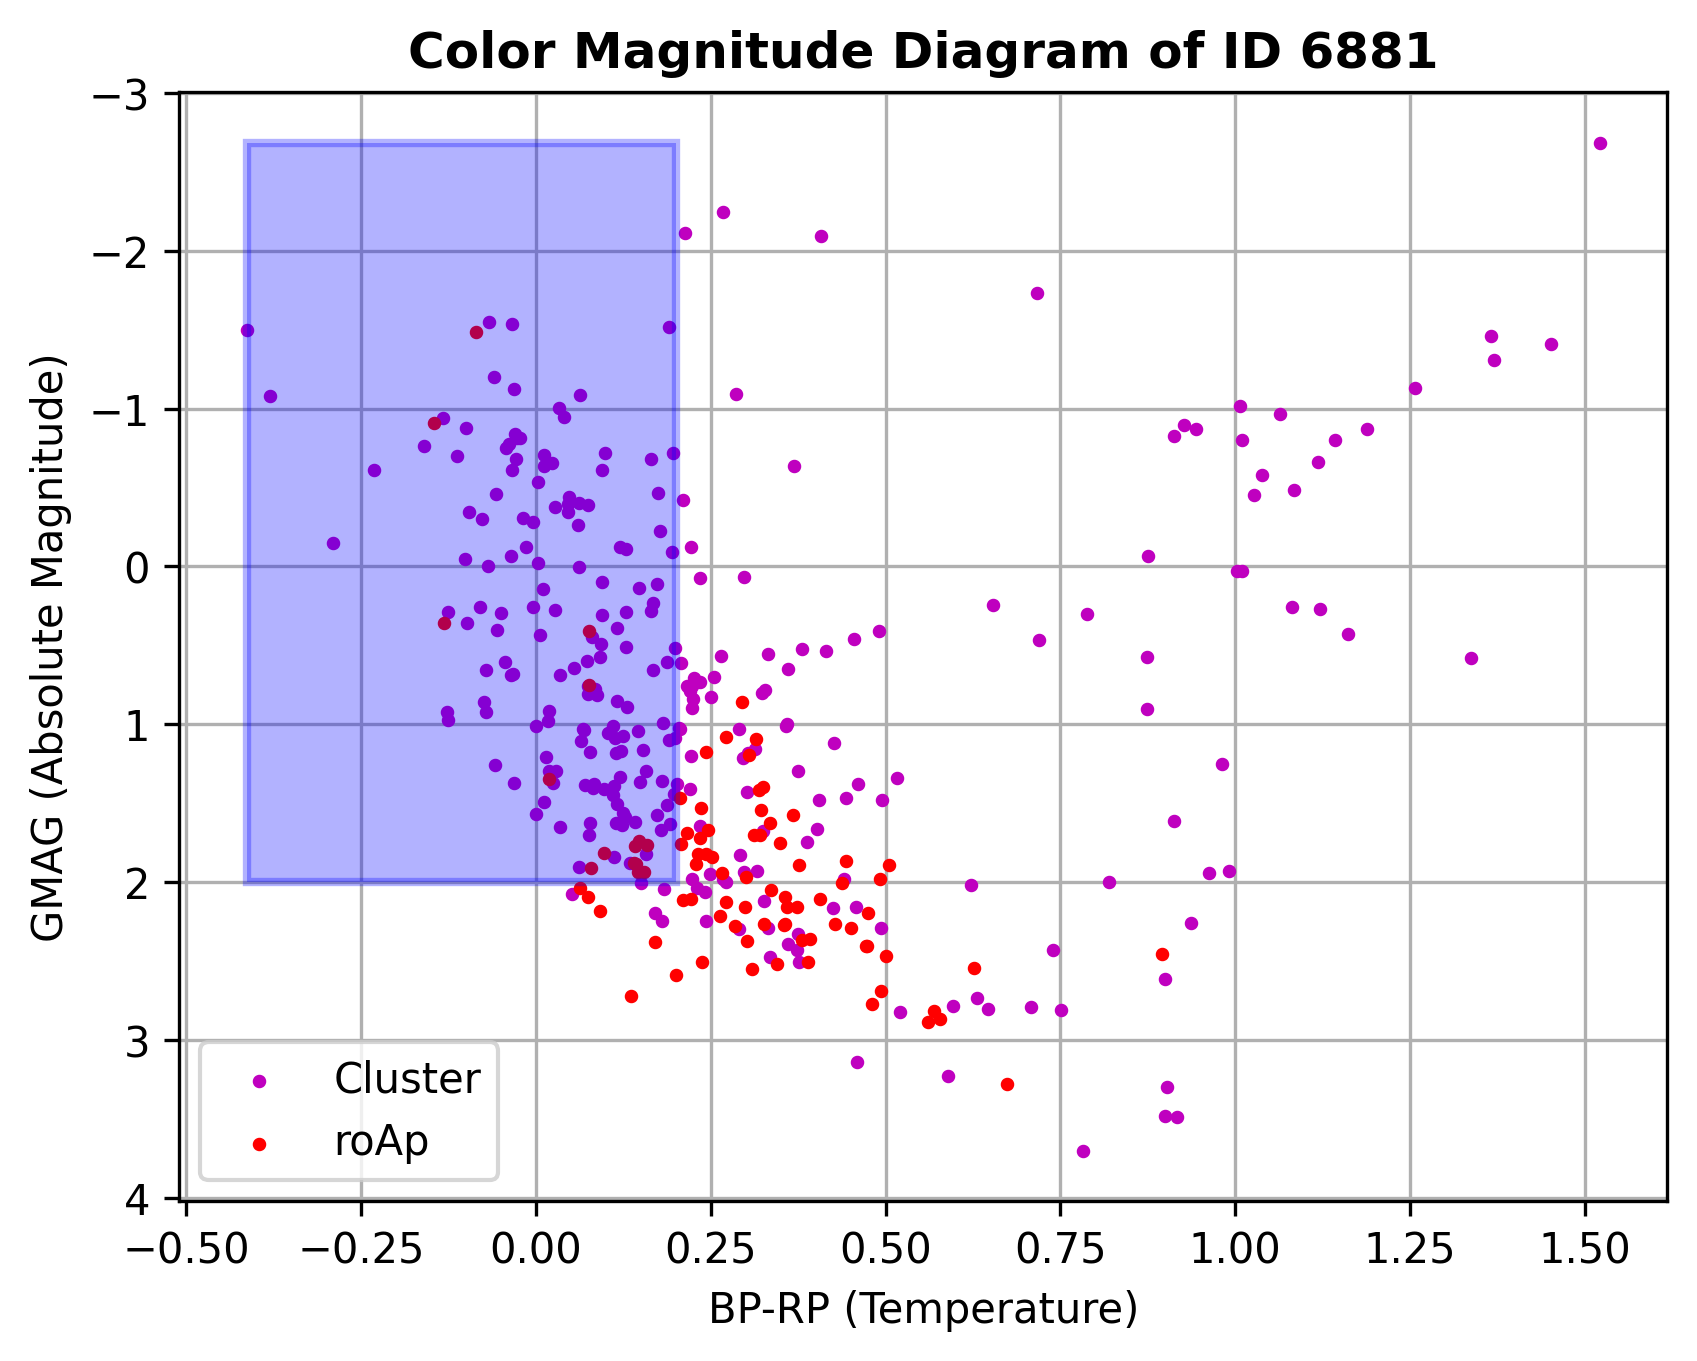 Color Magnitude Diagram of ID 6881
GMAG (Absolute Magnitude)
−3
−2
−1
0
1
2
3
4
Cluster
roAp
−0.50 −0.25 0.00 0.25 0.50 0.75 1.00 1.25 1.50
BP-RP (Temperature)